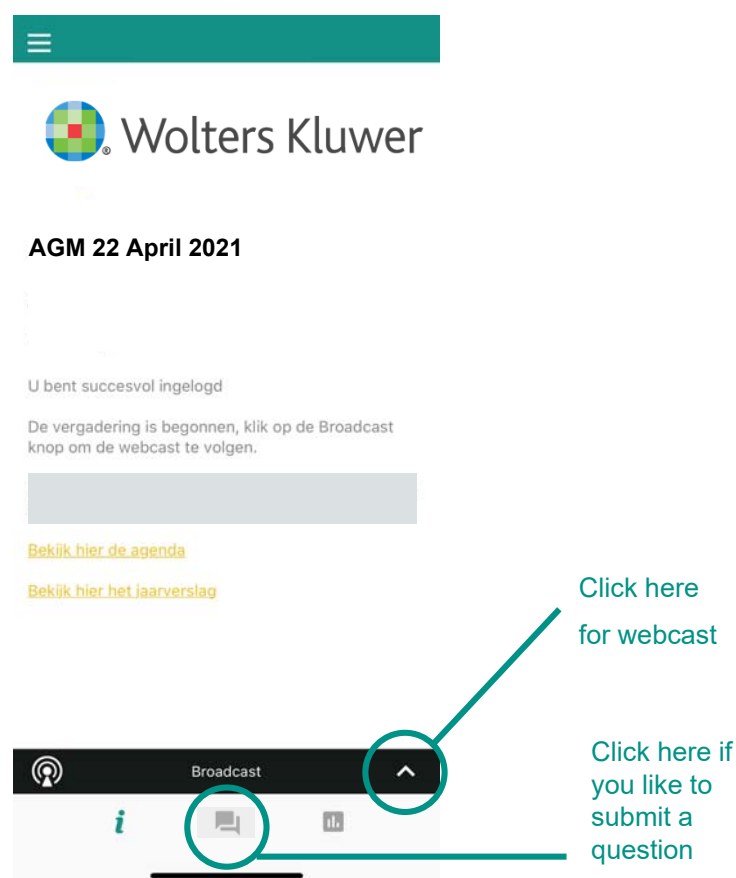 Wolters Kluwer
®
AGM 22 April 2021
U bent succesvol ingelogd
De vergadering is begonnen, klik op de Broadcast
knop om de webcast te volgen.
Bekijk hier de agenda
Bekijk hier het jaarverslag
Click here
for webcast
Broadcast
i
Click here if
you like to
submit a
question